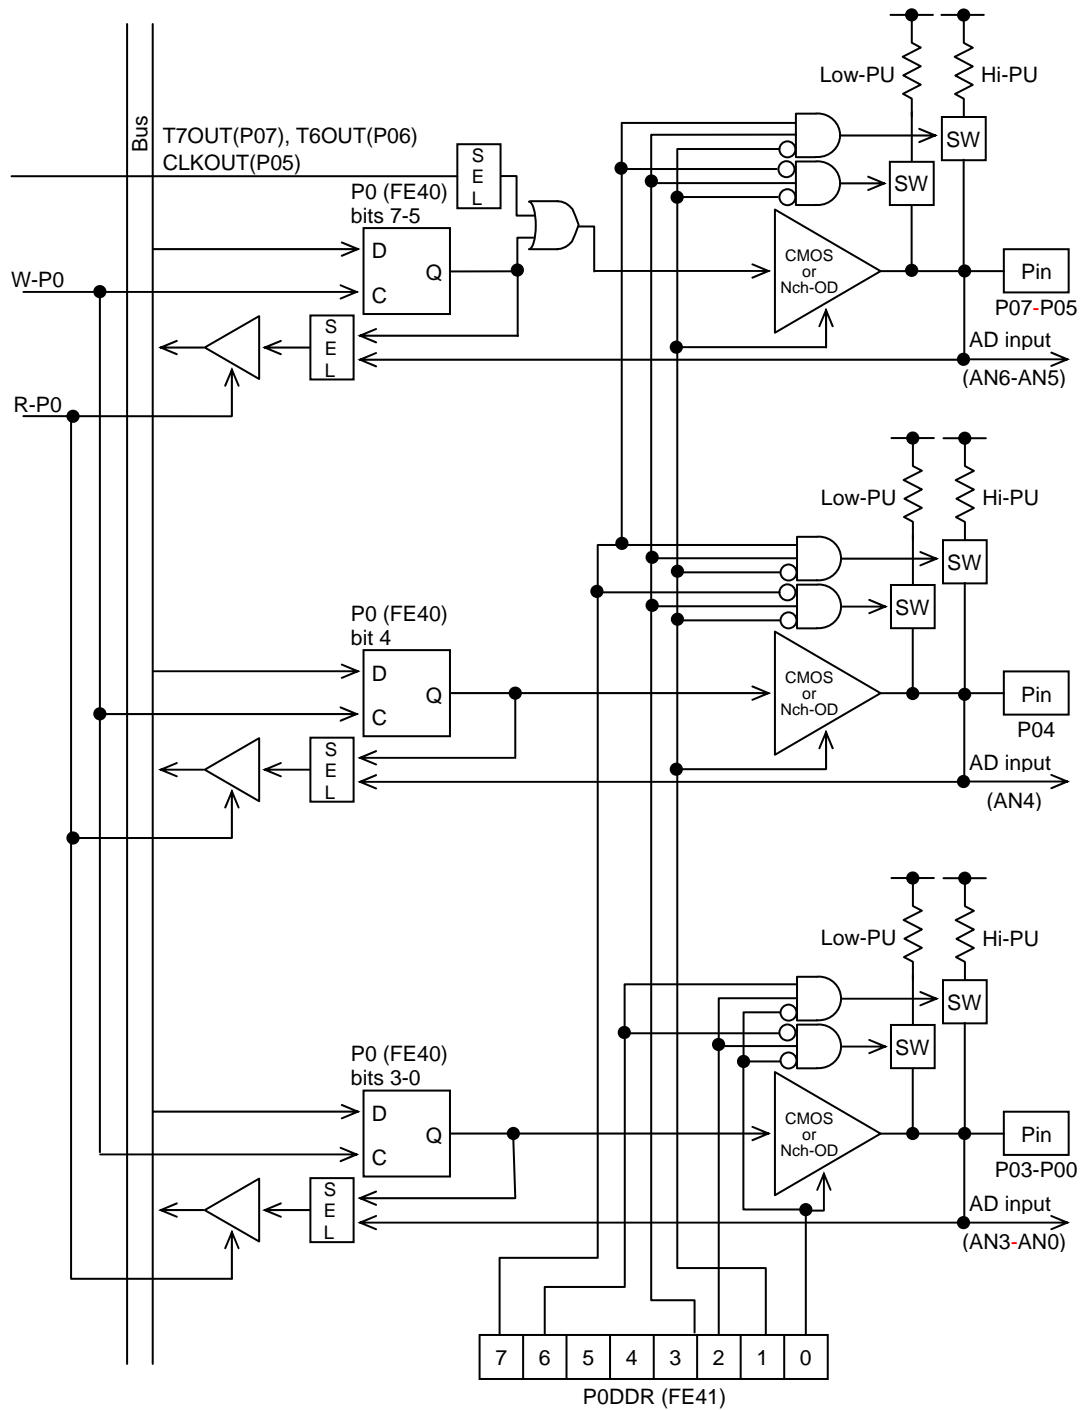 Low-PU
Hi-PU
Bus
T7OUT(P07), T6OUT(P06)
CLKOUT(P05)
SEL
SW
SW
P0 (FE40)
bits 7-5
D
Q
C
CMOS
or
Nch-OD
Pin
P07-P05
W-P0
SEL
AD input
(AN6-AN5)
R-P0
Low-PU
Hi-PU
SW
SW
P0 (FE40)
bit 4
D
Q
C
CMOS
or
Nch-OD
Pin
P04
SEL
AD input
(AN4)
Low-PU
Hi-PU
SW
SW
P0 (FE40)
bits 3-0
D
Q
C
CMOS
or
Nch-OD
Pin
P03-P00
SEL
AD input
(AN3-AN0)
7 6 5 4 3 2 1 0
P0DDR (FE41)